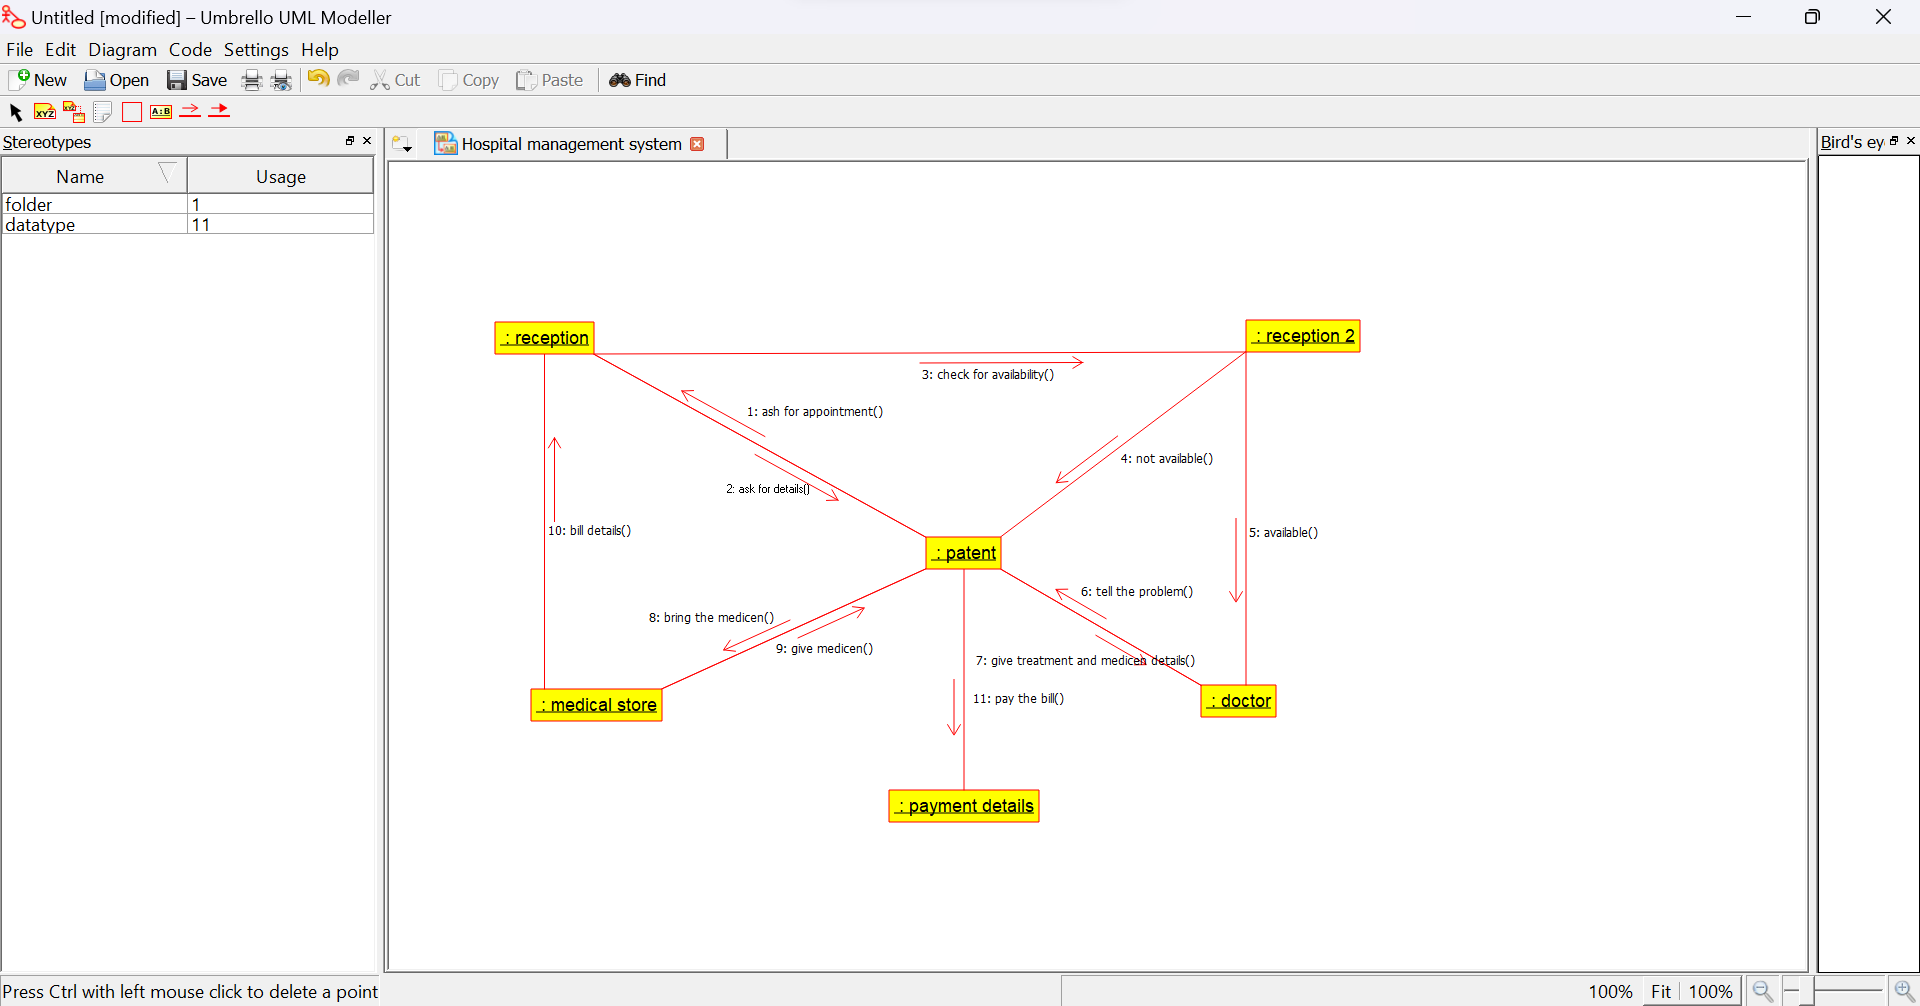 Untitled [modified] – Umbrello UML Modeller
File Edit Diagram Code Settings Help
New Open Save Cut Copy Paste Find
XYZ XYZ A:B
Stereotypes
Hospital management system
Bird's ey
Name Usage
folder 1
datatype 11
: reception
: reception 2
3: check for availability()
1: ash for appointment()
4: not available()
2: ask for details()
10: bill details()
5: available()
: patent
6: tell the problem()
8: bring the medicen()
9: give medicen()
7: give treatment and medicen details()
11: pay the bill()
: medical store
: doctor
: payment details
Press Ctrl with left mouse click to delete a point
100% Fit 100%